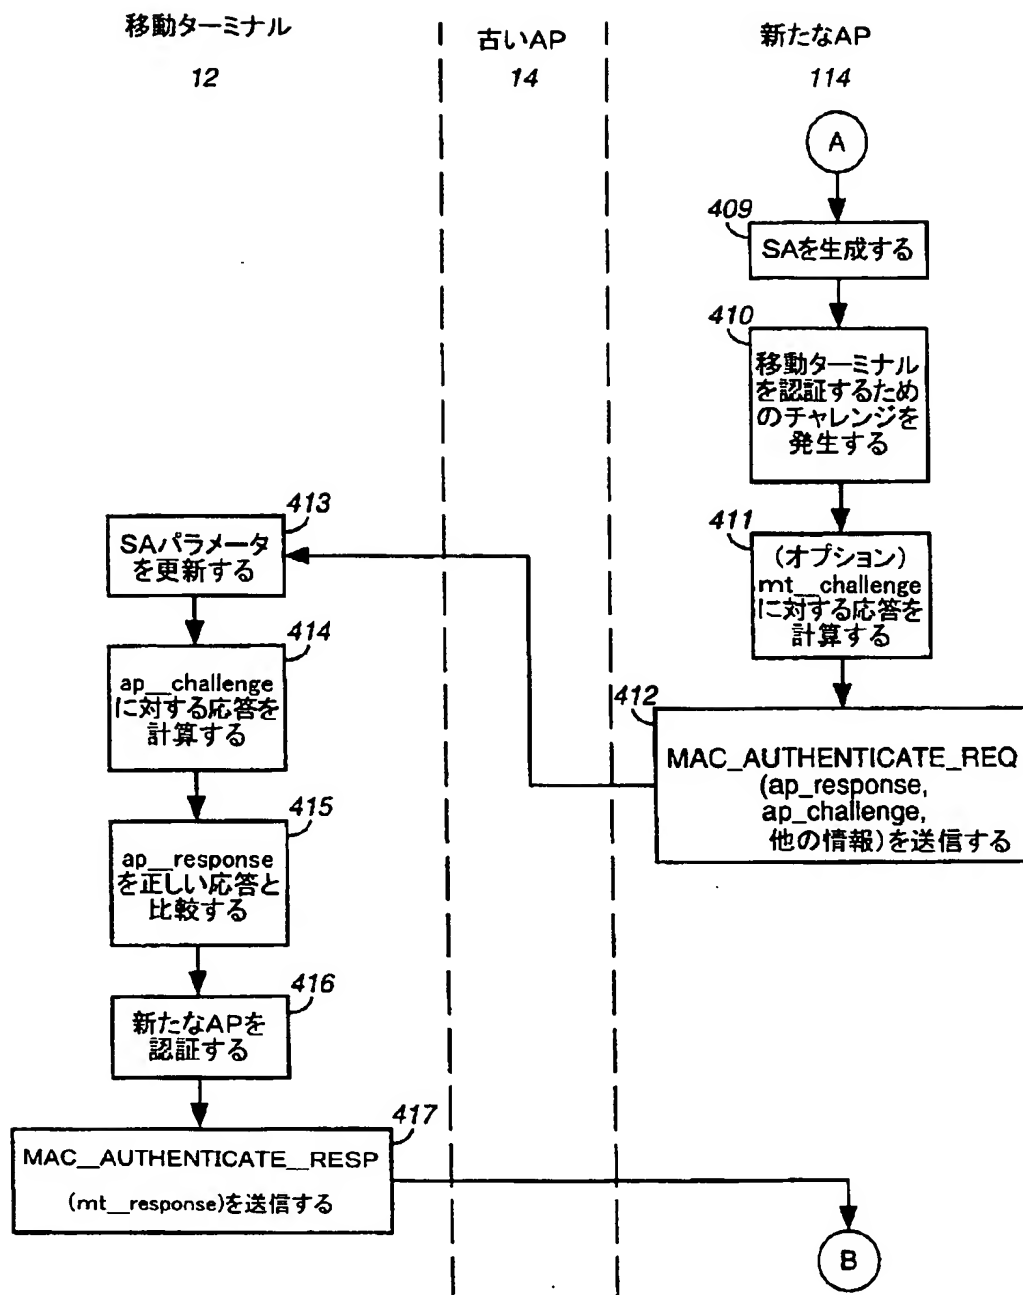 移動ターミナル
12
古いAP
14
新たなAP
114
A
409
SAを生成する
410
移動ターミナル
を認証するため
のチャレンジを
発生する
411
(オプション)
mt__challenge
に対する応答を
計算する
412
MAC_AUTHENTICATE_REQ
(ap_response,
ap_challenge,
他の情報)を送信する
413
SAパラメータ
を更新する
414
ap__challenge
に対する応答を
計算する
415
ap__response
を正しい応答と
比較する
416
新たなAPを
認証する
417
MAC__AUTHENTICATE__RESP
(mt__response)を送信する
B